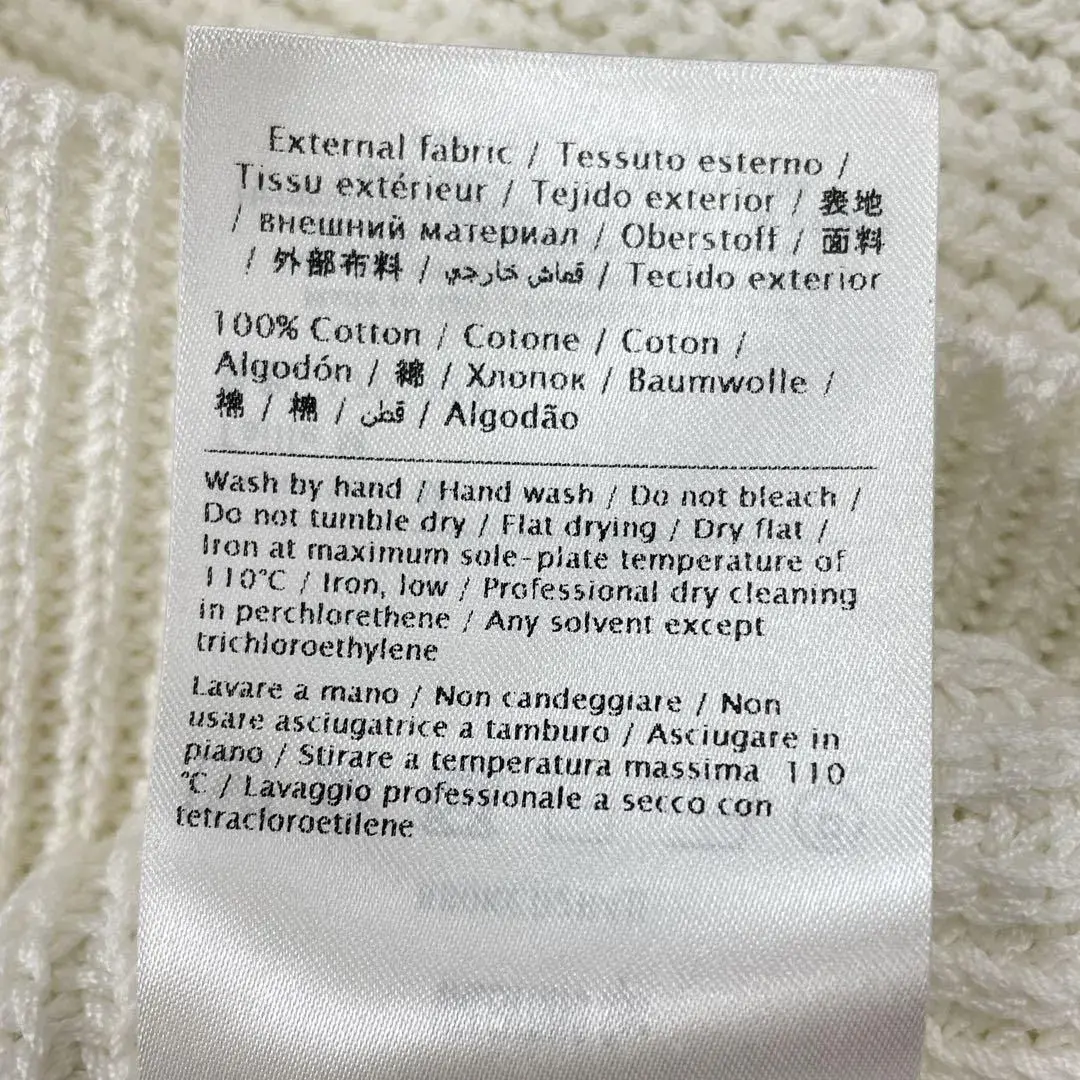 External fabric / Tessuto esterno /
Tissu extérieur / Tejido exterior / 表地
/ внешний материал / Oberstoff / 面料
/ 外部布料 / قماش خارجي / Tecido exterior
100% Cotton / Cotone / Coton /
Algodón / 綿 / Хлопок / Baumwolle /
棉 / 棉 / قطن / Algodão
Wash by hand / Hand wash / Do not bleach /
Do not tumble dry / Flat drying / Dry flat /
Iron at maximum sole-plate temperature of
110°C / Iron, low / Professional dry cleaning
in perchlorethene / Any solvent except
trichloroethylene
Lavare a mano / Non candeggiare / Non
usare asciugatrice a tamburo / Asciugare in
piano / Stirare a temperatura massima 110
°C / Lavaggio professionale a secco con
tetracloroetilene